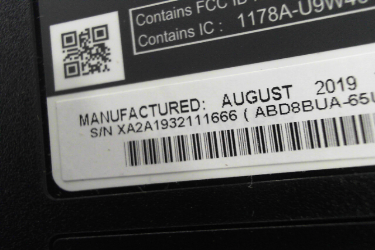 Contains FCC ID
Contains IC : 1178A-U9W4
MANUFACTURED: AUGUST 2019
S/N XA2A1932111666 ( ABD8BUA-65